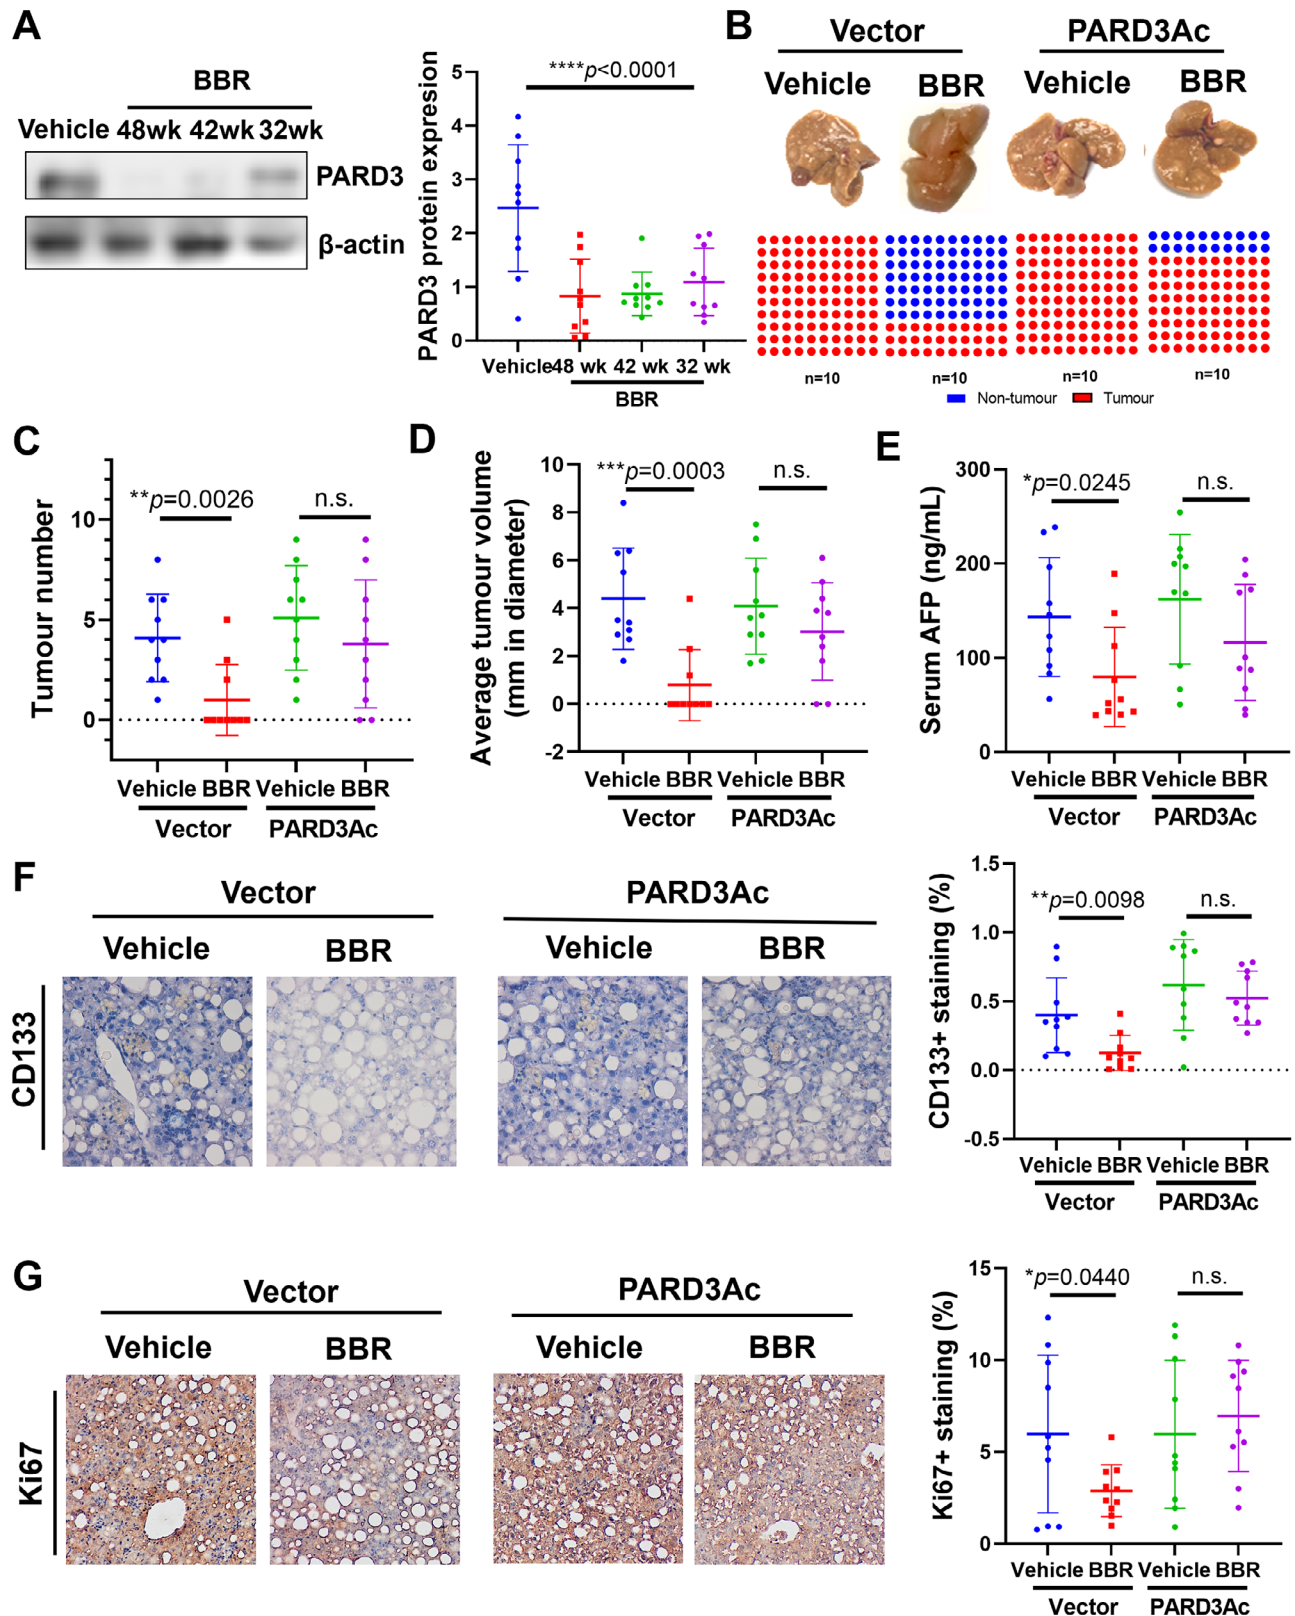 A
BBR
Vehicle 48wk 42wk 32wk
PARD3
β-actin
PARD3 protein expresion
5
4
3
2
1
0
****p<0.0001
Vehicle 48 wk 42 wk 32 wk
BBR
B
Vector PARD3Ac
Vehicle BBR Vehicle BBR
n=10 n=10 n=10 n=10
Non-tumour Tumour
C
Tumour number
10
5
0
**p=0.0026 n.s.
Vehicle BBR Vehicle BBR
Vector PARD3Ac
D
Average tumour volume
(mm in diameter)
10
8
6
4
2
0
-2
***p=0.0003 n.s.
Vehicle BBR Vehicle BBR
Vector PARD3Ac
E
Serum AFP (ng/mL)
300
200
100
0
*p=0.0245 n.s.
Vehicle BBR Vehicle BBR
Vector PARD3Ac
F
Vector PARD3Ac
Vehicle BBR Vehicle BBR
CD133
CD133+ staining (%)
1.5
1.0
0.5
0.0
-0.5
**p=0.0098 n.s.
Vehicle BBR Vehicle BBR
Vector PARD3Ac
G
Vector PARD3Ac
Vehicle BBR Vehicle BBR
Ki67
Ki67+ staining (%)
15
10
5
0
*p=0.0440 n.s.
Vehicle BBR Vehicle BBR
Vector PARD3Ac